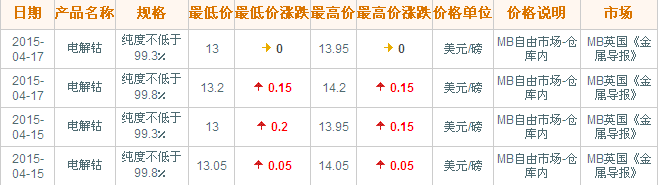 日期 产品名称 规格 最低价 最低价涨跌 最高价 最高价涨跌 价格单位 价格说明 市场
2015-04-17 电解钴 纯度不低于99.3% 13 0 13.95 0 美元/磅 MB自由市场-仓库内 MB英国《金属导报》
2015-04-17 电解钴 纯度不低于99.8% 13.2 0.15 14.2 0.15 美元/磅 MB自由市场-仓库内 MB英国《金属导报》
2015-04-15 电解钴 纯度不低于99.3% 13 0.2 13.95 0.15 美元/磅 MB自由市场-仓库内 MB英国《金属导报》
2015-04-15 电解钴 纯度不低于99.8% 13.05 0.05 14.05 0.05 美元/磅 MB自由市场-仓库内 MB英国《金属导报》